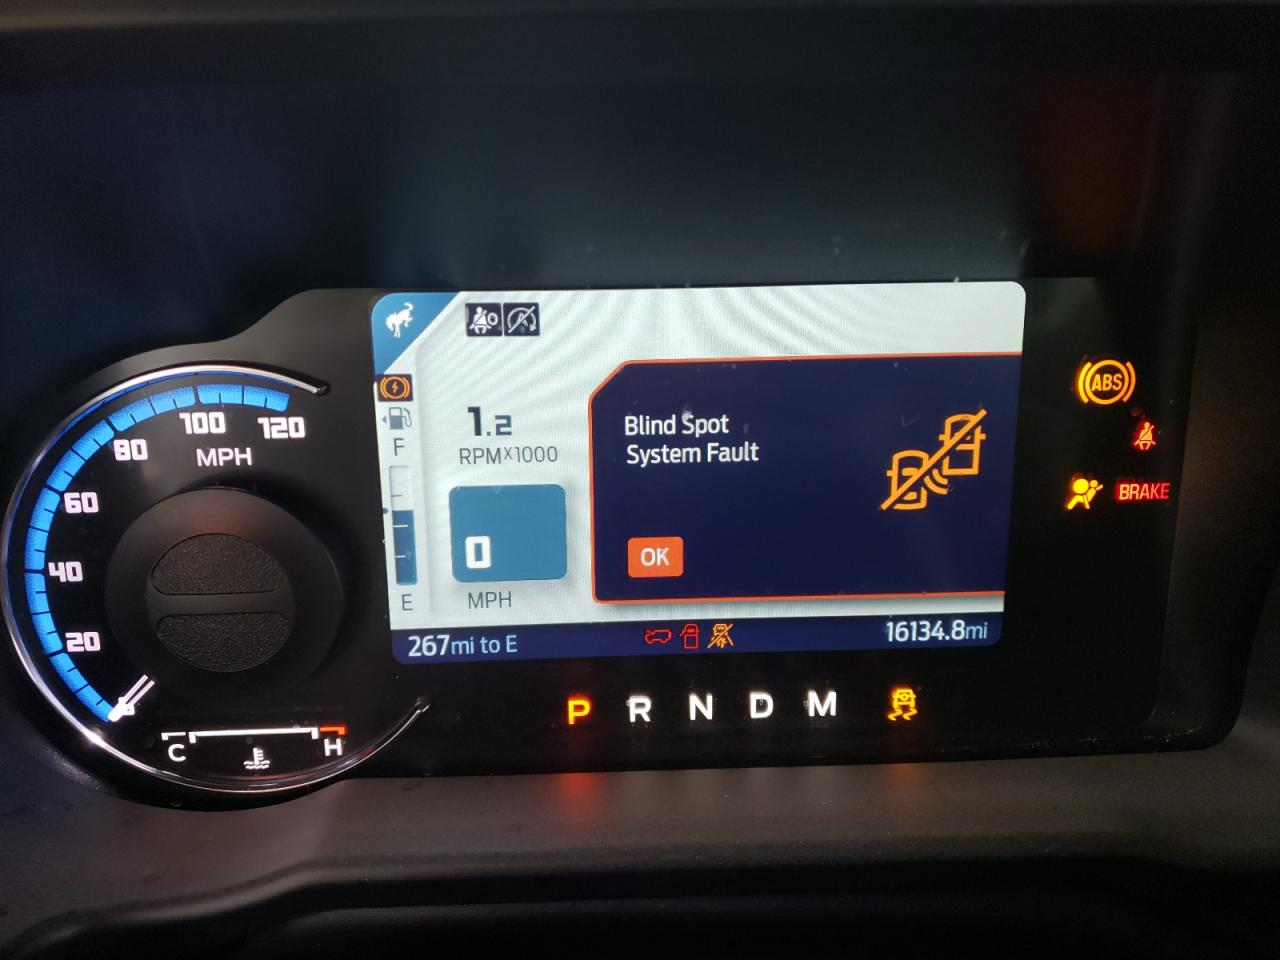 120
100
80
MPH
60
40
20
C
H
F
E
1.2
RPMx1000
0
MPH
Blind Spot
System Fault
OK
267mi to E
16134.8mi
P R N D M
ABS
BRAKE